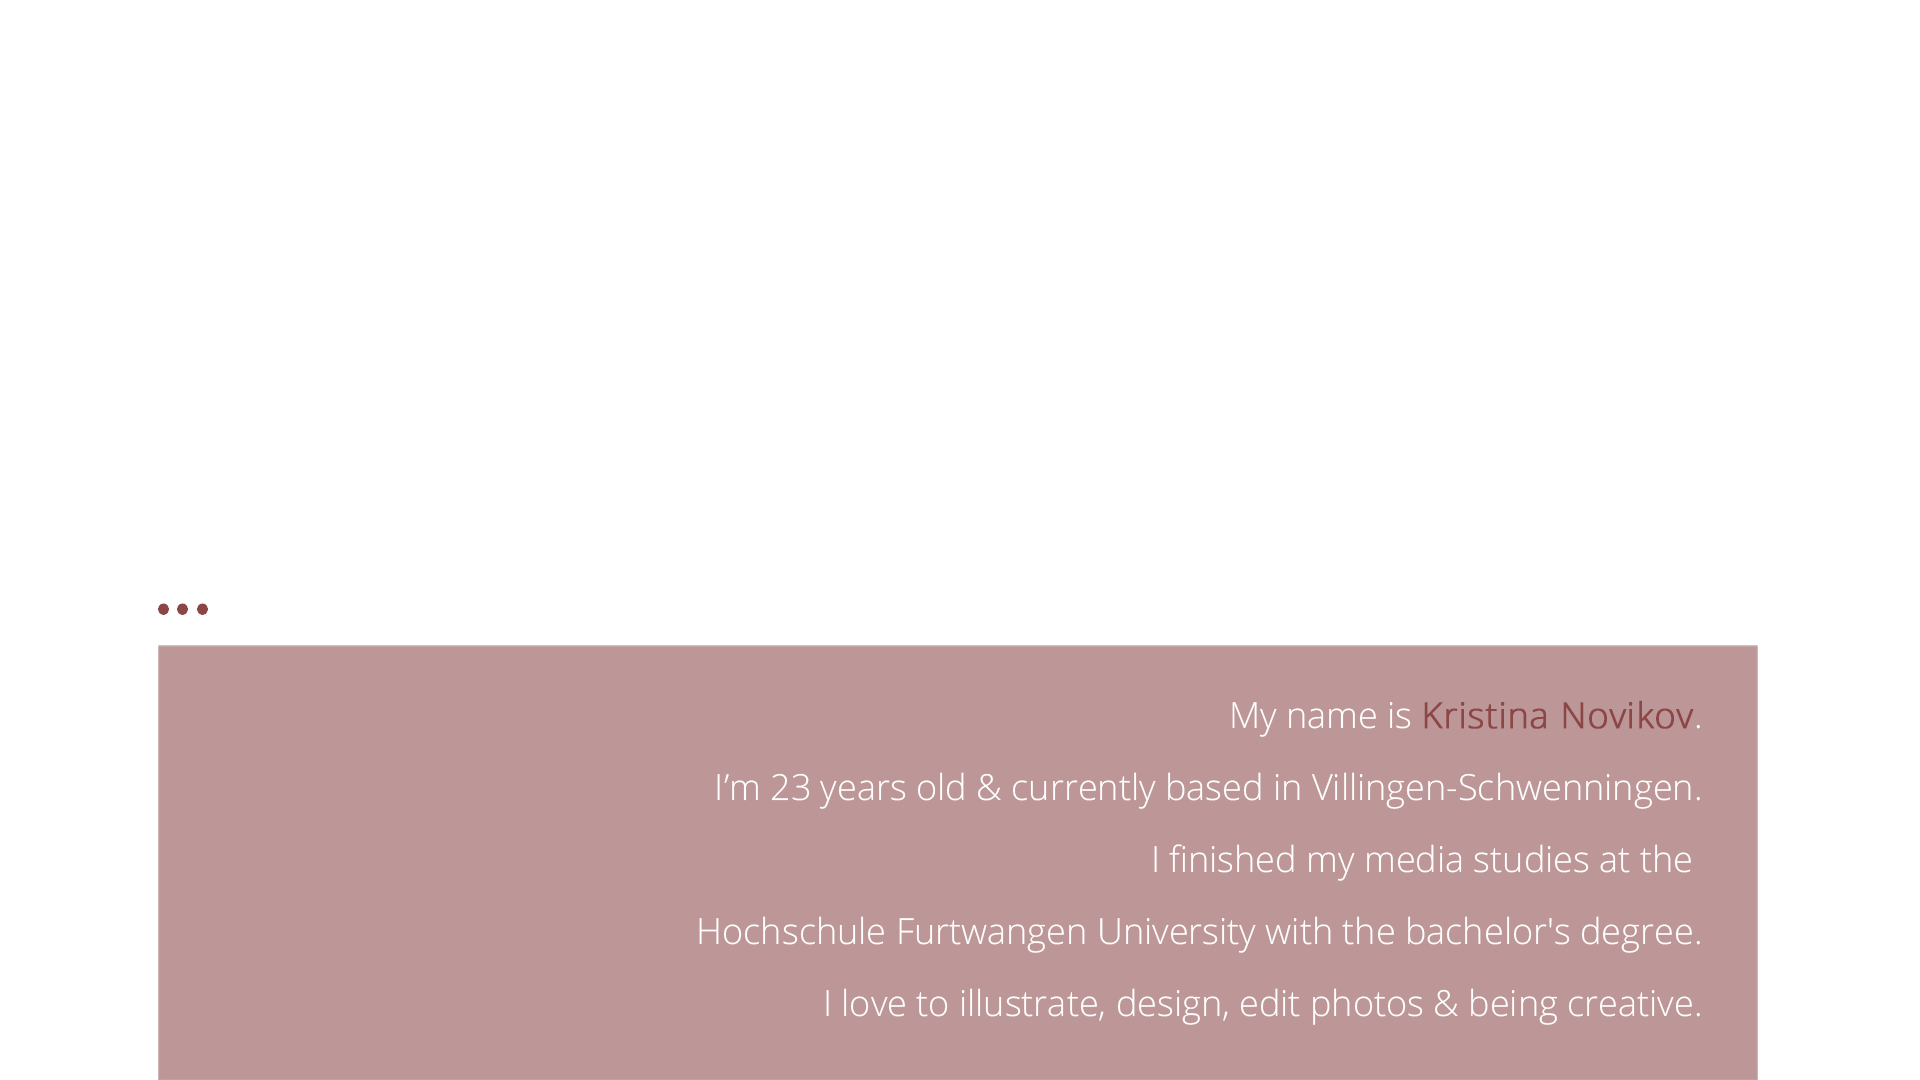 My name is Kristina Novikov.
I’m 23 years old & currently based in Villingen-Schwenningen.
I finished my media studies at the
Hochschule Furtwangen University with the bachelor's degree.
I love to illustrate, design, edit photos & being creative.